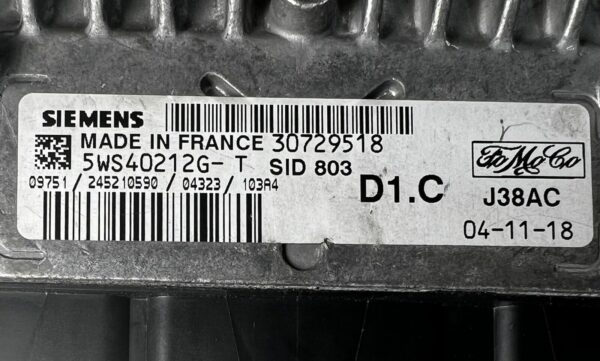 SIEMENS
MADE IN FRANCE 30729518
5WS40212G- T SID 803
09751 / 245210590 / 04323 / 103A4
D1.C
FoMoCo
J38AC
04-11-18